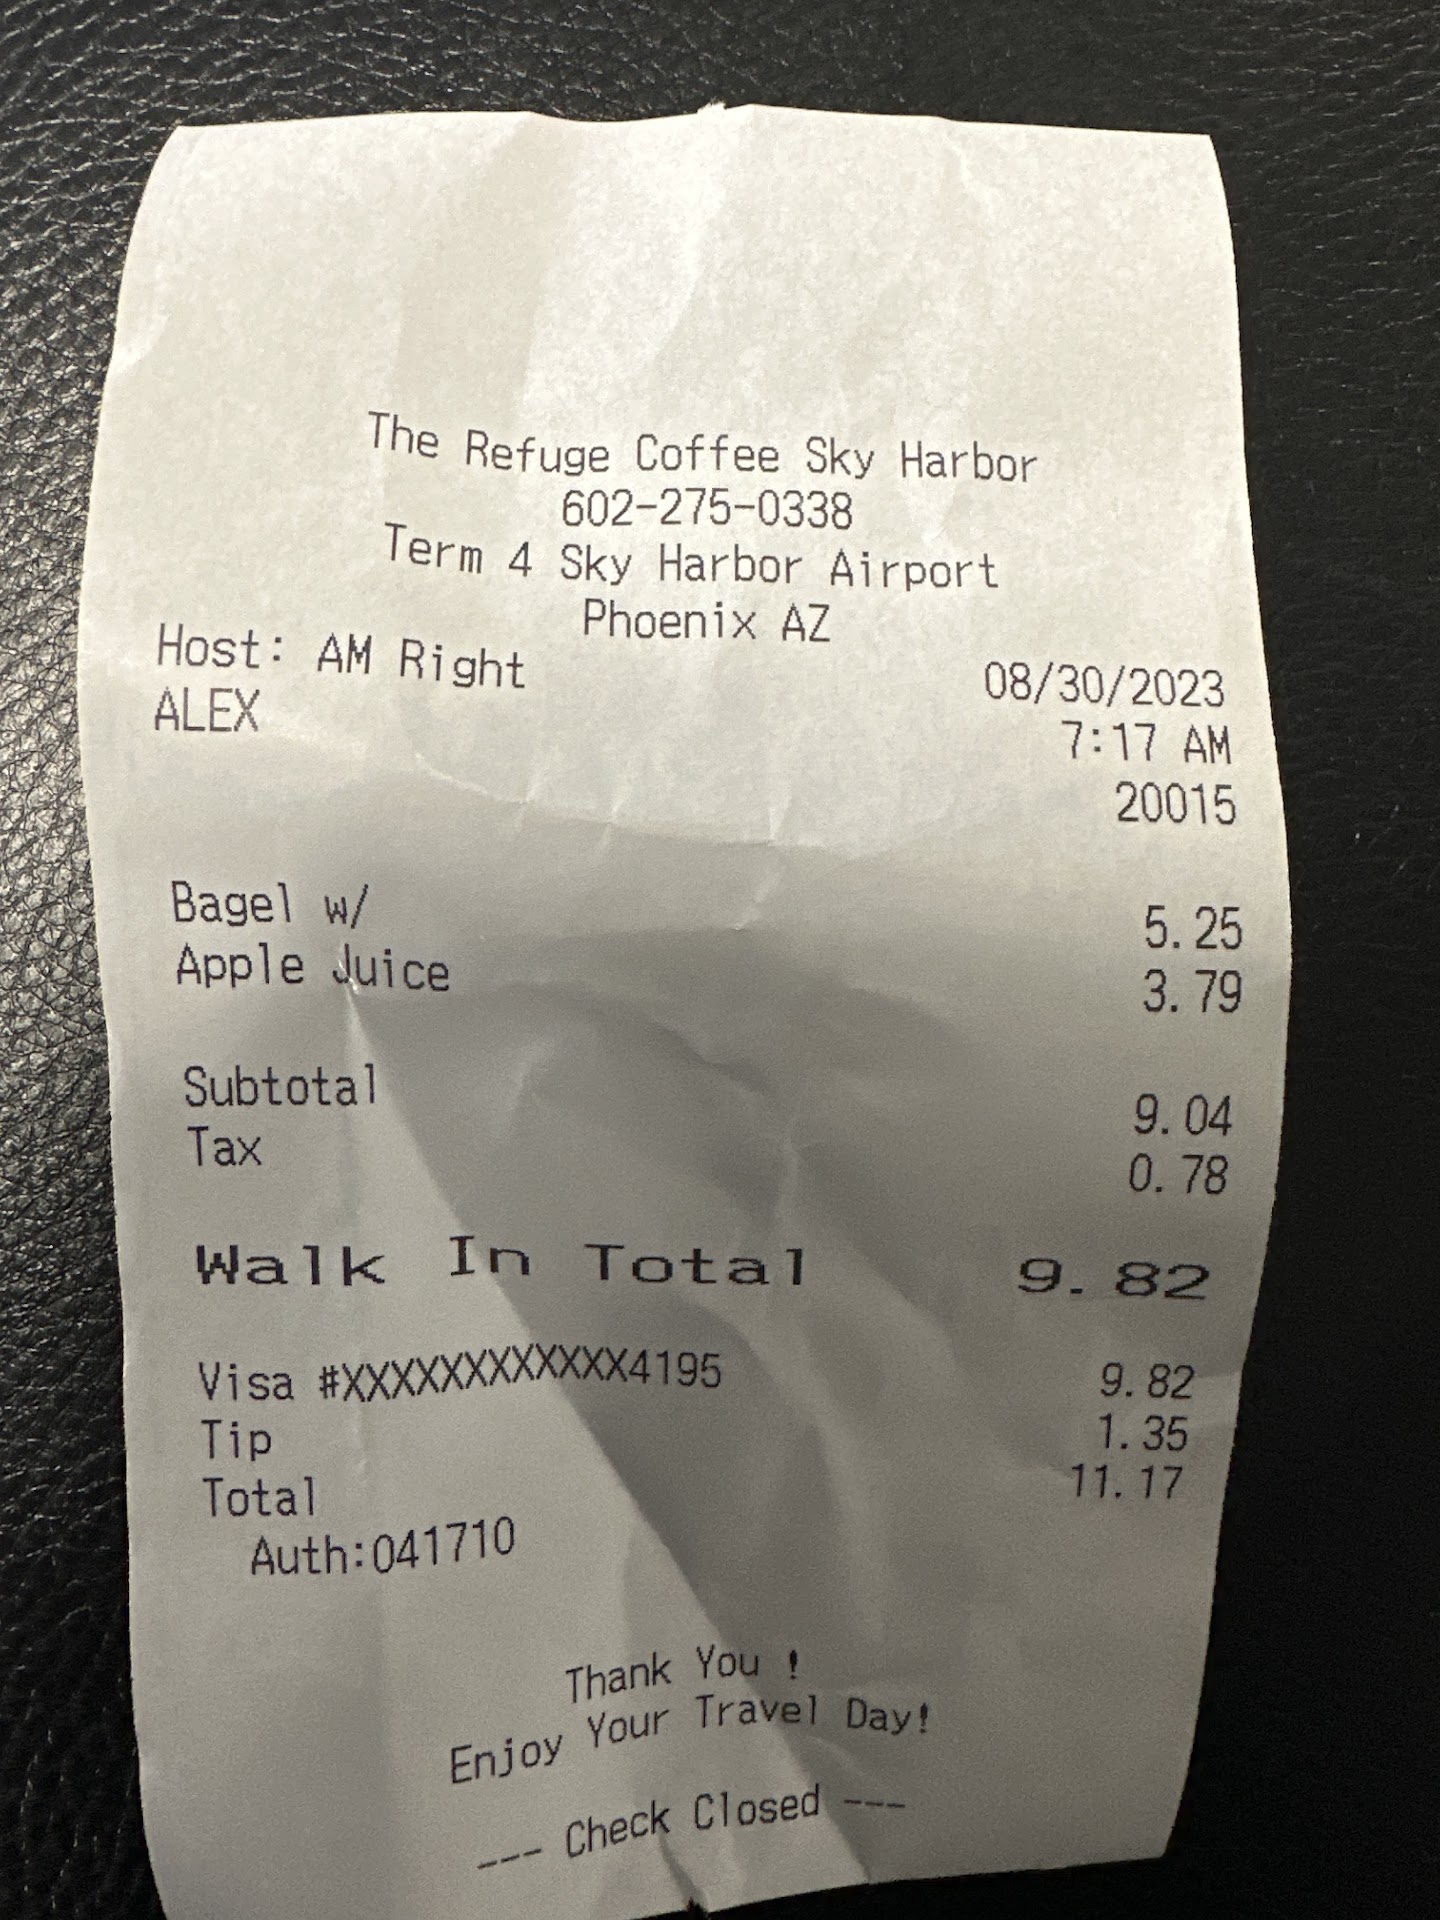 The Refuge Coffee Sky Harbor
602-275-0338
Term 4 Sky Harbor Airport
Phoenix AZ
Host: AM Right 08/30/2023
ALEX 7:17 AM
20015
Bagel w/ 5.25
Apple Juice 3.79
Subtotal 9.04
Tax 0.78
Walk In Total 9.82
Visa #XXXXXXXXXXXX4195 9.82
Tip 1.35
Total 11.17
Auth:041710
Thank You !
Enjoy Your Travel Day!
--- Check Closed ---